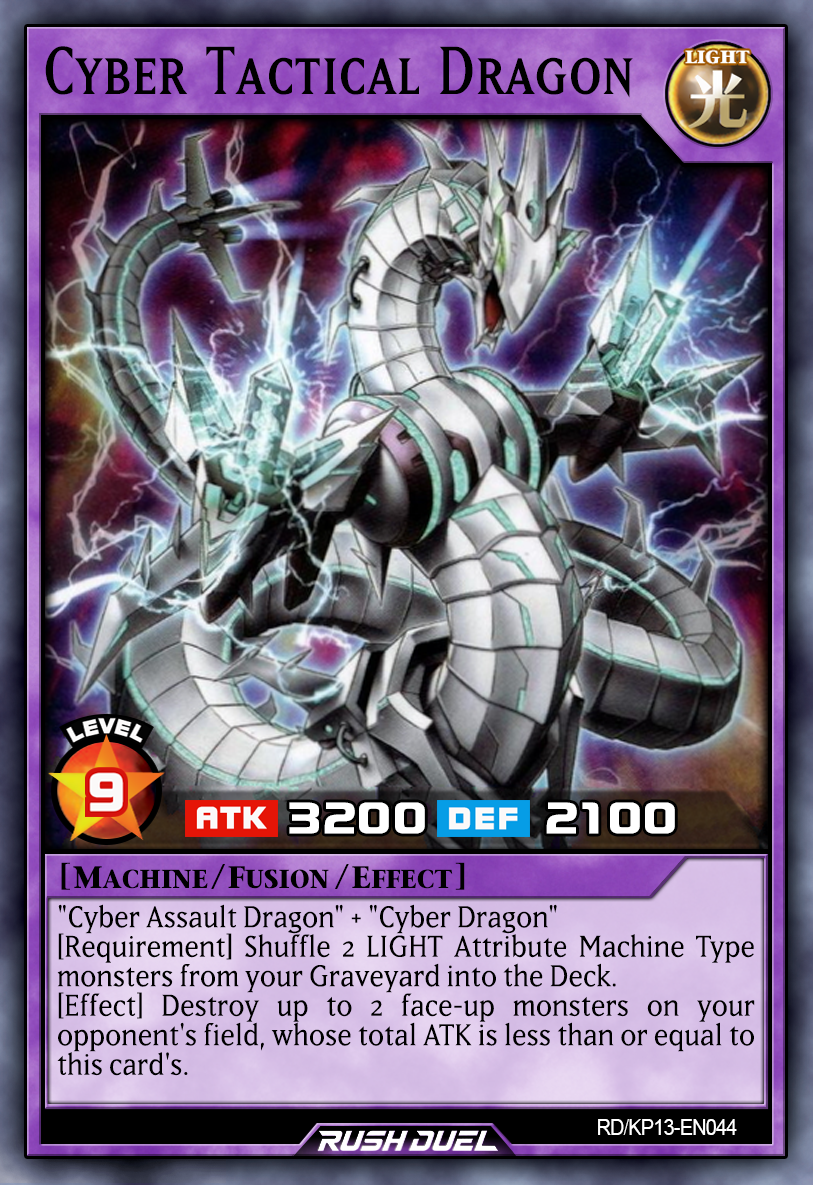 Cyber Tactical Dragon
LIGHT
光
LEVEL
9
ATK 3200 DEF 2100
[Machine/Fusion/Effect]
"Cyber Assault Dragon" + "Cyber Dragon"
[Requirement] Shuffle 2 LIGHT Attribute Machine Type
monsters from your Graveyard into the Deck.
[Effect] Destroy up to 2 face-up monsters on your
opponent's field, whose total ATK is less than or equal to
this card's.
RD/KP13-EN044
RUSH DUEL